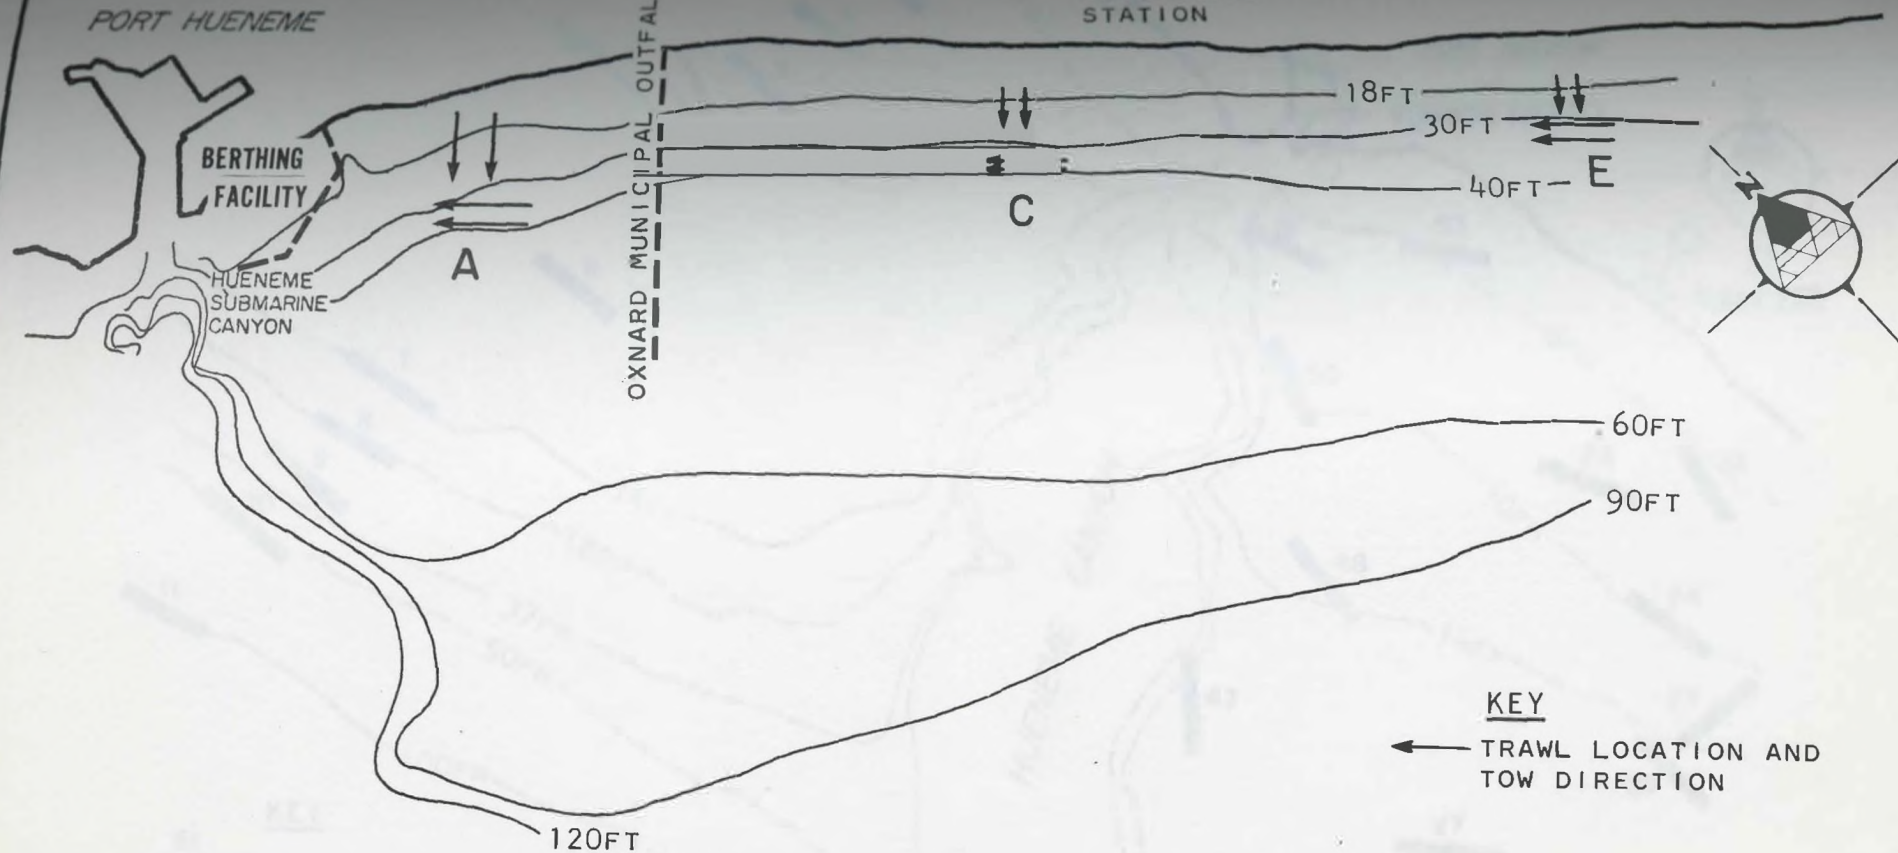 PORT HUENEME
STATION
OXNARD MUNICIPAL OUTFAL
18FT
30FT
40FT
BERTHING
FACILITY
A
C
E
N
HUENEME
SUBMARINE
CANYON
60FT
90FT
120FT
KEY
TRAWL LOCATION AND
TOW DIRECTION